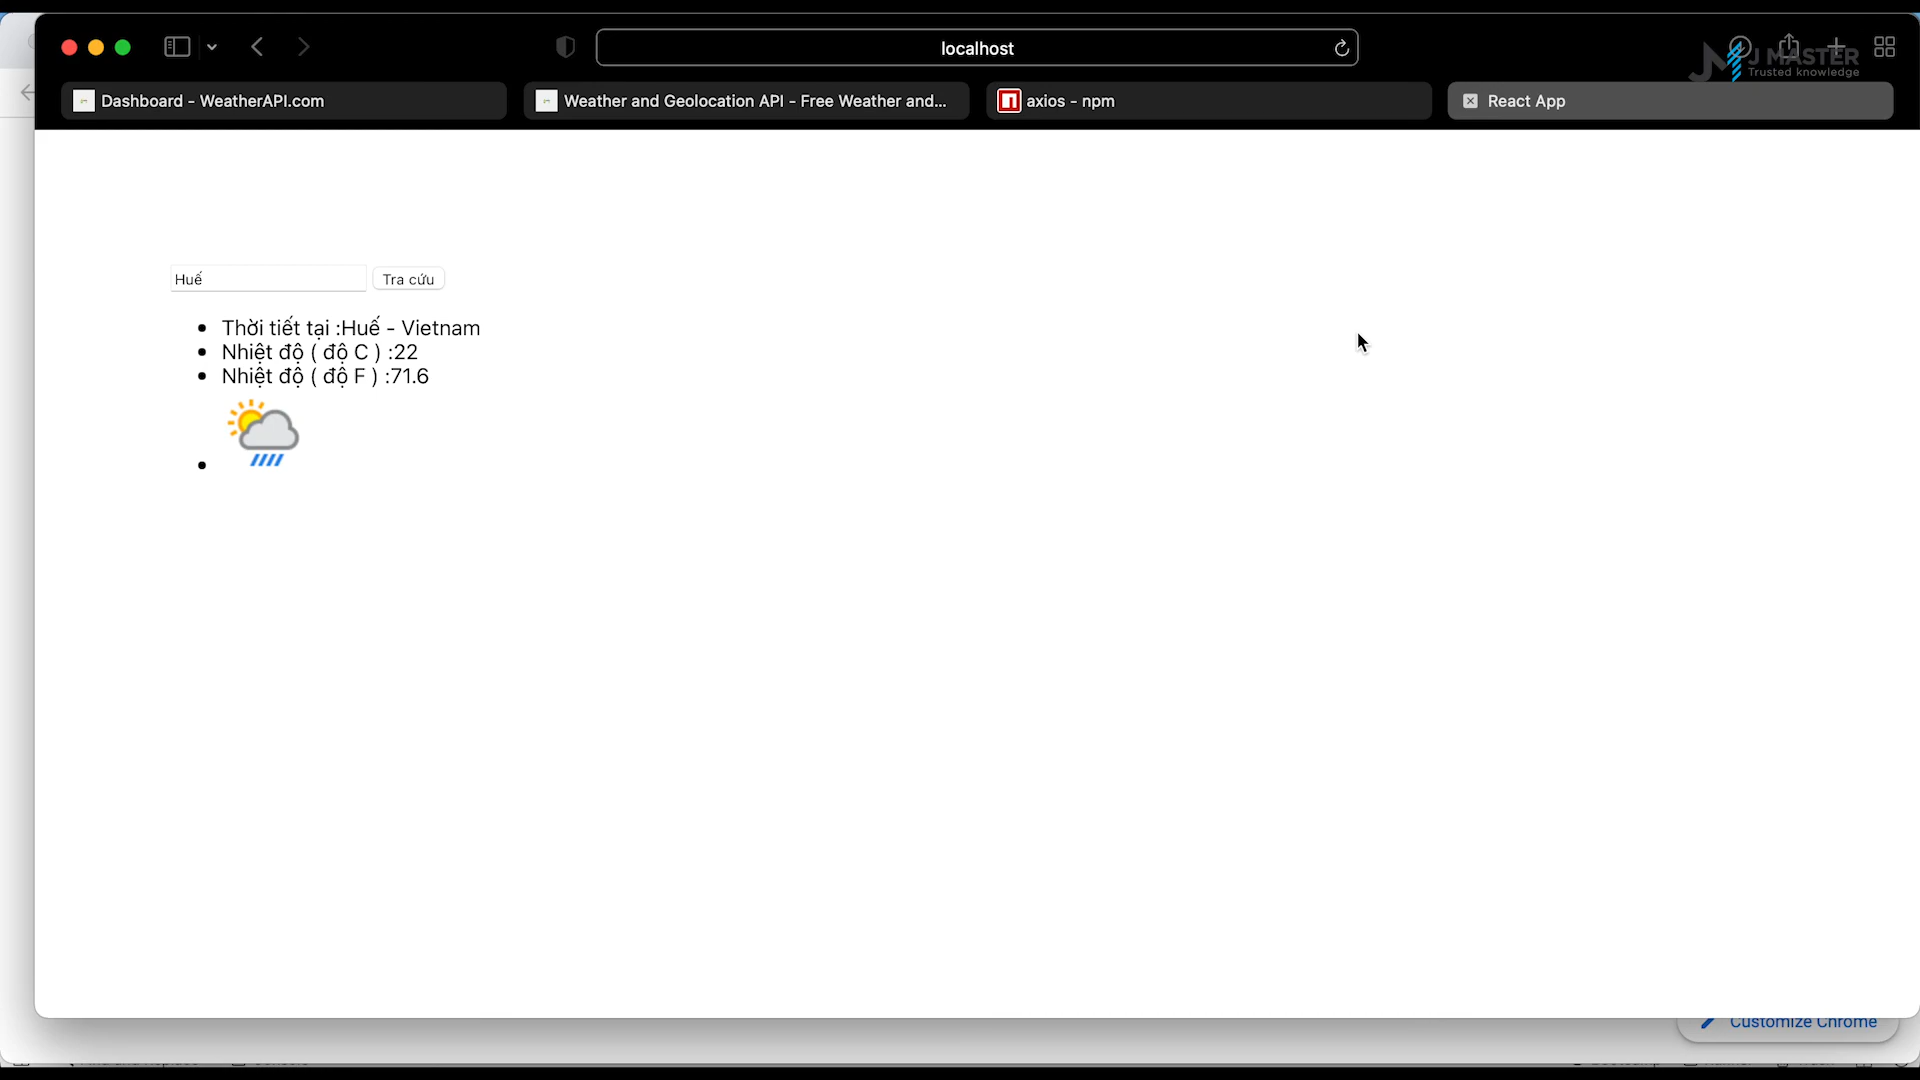 localhost
J MASTER
Trusted knowledge
Dashboard - WeatherAPI.com
Weather and Geolocation API - Free Weather and...
axios - npm
React App
Huế
Tra cứu
Thời tiết tại :Huế - Vietnam
Nhiệt độ ( độ C ) :22
Nhiệt độ ( độ F ) :71.6
Customize Chrome